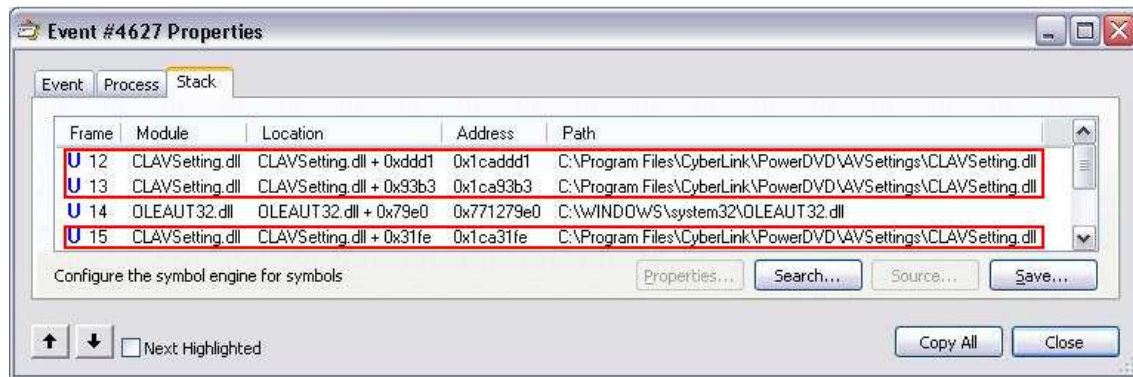 Event #4627 Properties
Event Process Stack
Frame Module Location Address Path
U 12 CLAVSetting.dll CLAVSetting.dll + 0xddd1 0x1caddd1 C:\Program Files\CyberLink\PowerDVD\AVSettings\CLAVSetting.dll
U 13 CLAVSetting.dll CLAVSetting.dll + 0x93b3 0x1ca93b3 C:\Program Files\CyberLink\PowerDVD\AVSettings\CLAVSetting.dll
U 14 OLEAUT32.dll OLEAUT32.dll + 0x79e0 0x771279e0 C:\WINDOWS\system32\OLEAUT32.dll
U 15 CLAVSetting.dll CLAVSetting.dll + 0x31fe 0x1ca31fe C:\Program Files\CyberLink\PowerDVD\AVSettings\CLAVSetting.dll
Configure the symbol engine for symbols Properties... Search... Source... Save...
Next Highlighted Copy All Close